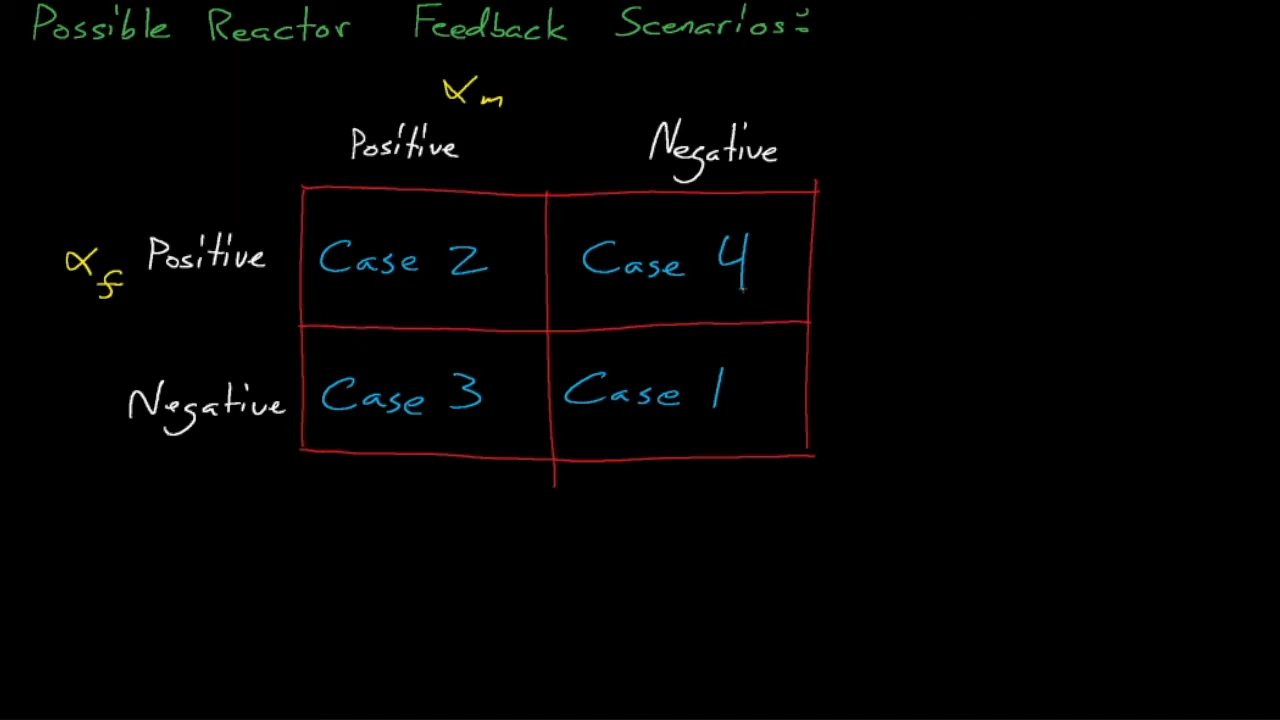 Possible Reactor Feedback Scenarios:
αm
Positive Negative
αf Positive Case 2 Case 4
Negative Case 3 Case 1